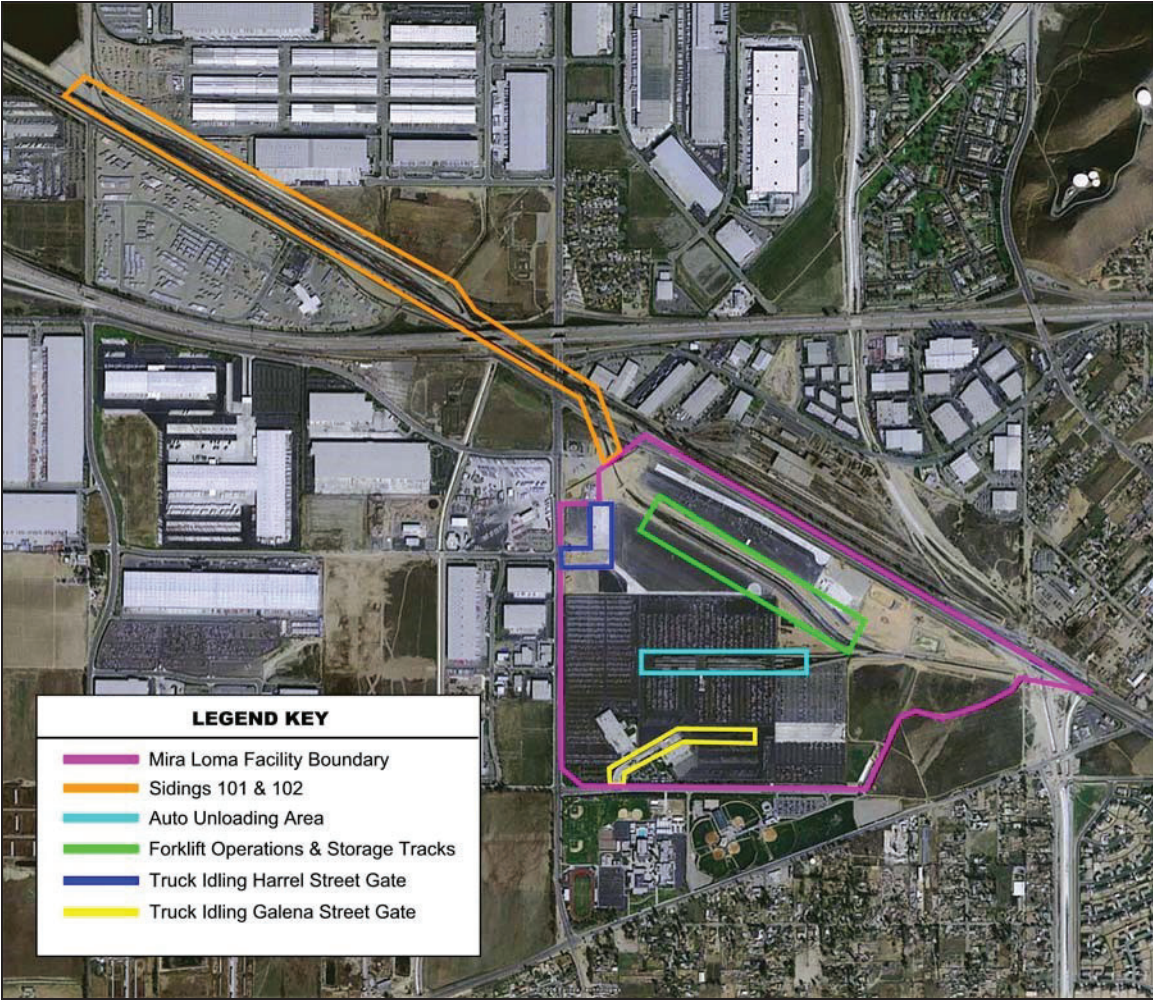 LEGEND KEY
Mira Loma Facility Boundary
Sidings 101 & 102
Auto Unloading Area
Forklift Operations & Storage Tracks
Truck Idling Harrel Street Gate
Truck Idling Galena Street Gate